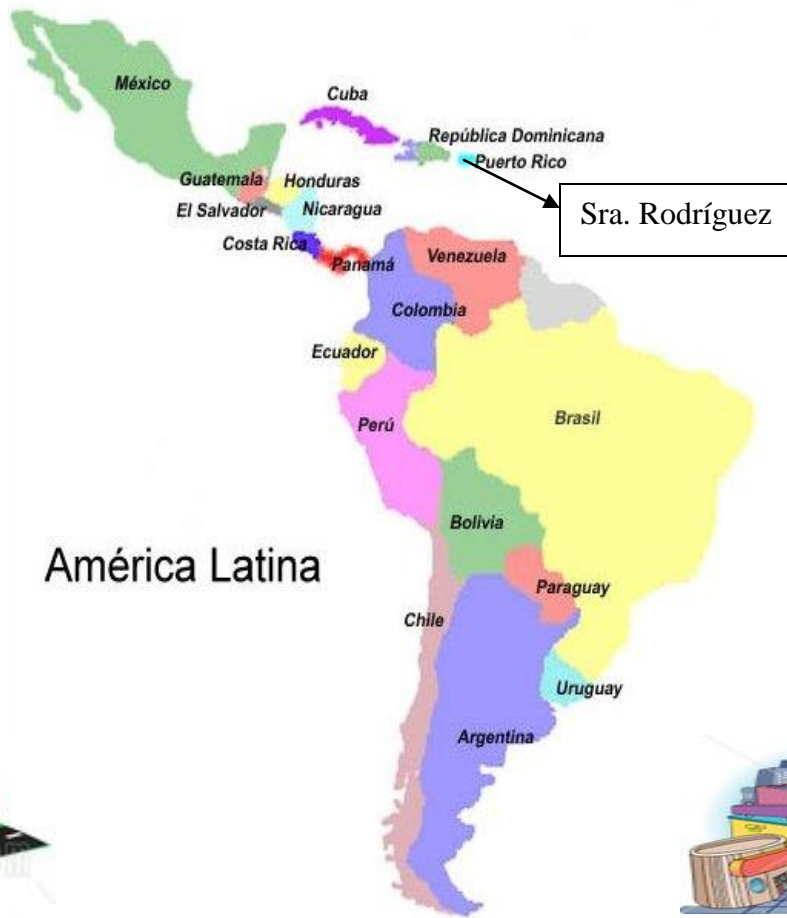 México
Cuba
República Dominicana
Puerto Rico
Guatemala
Honduras
El Salvador
Nicaragua
Sra. Rodríguez
Costa Rica
Panamá
Venezuela
Colombia
Ecuador
Perú
Brasil
Bolivia
América Latina
Paraguay
Chile
Uruguay
Argentina